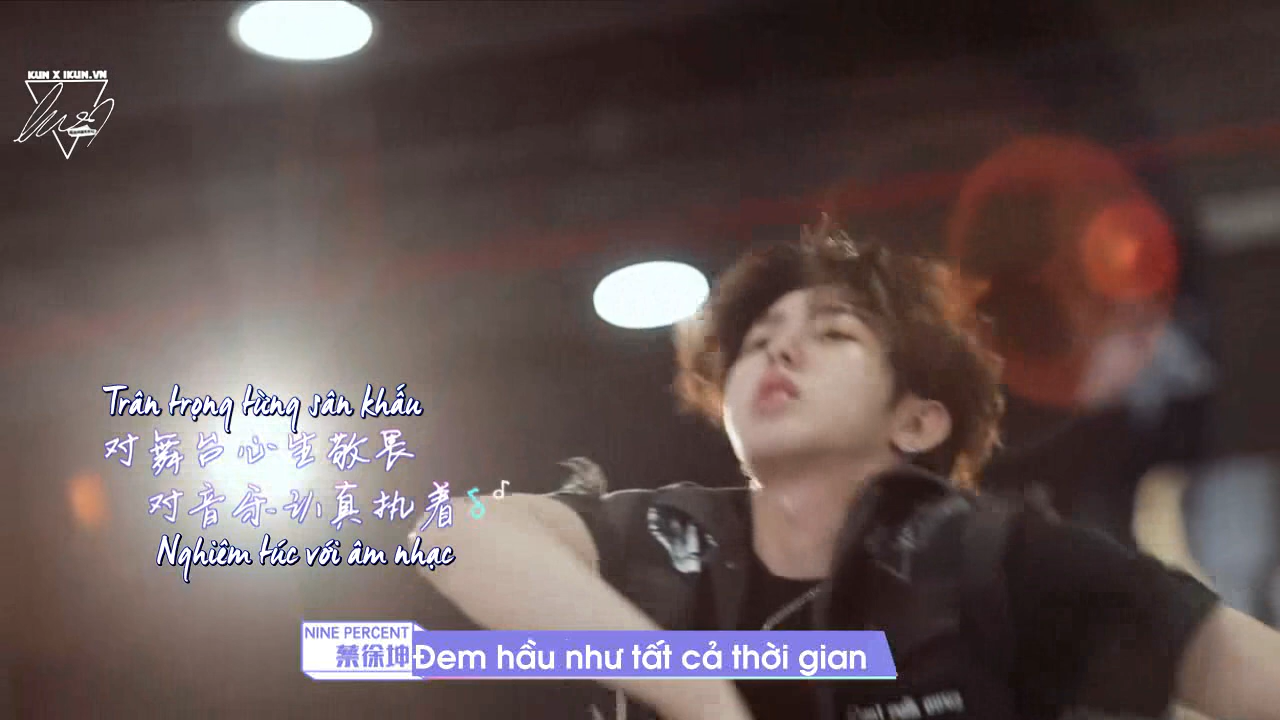 KUN X IKUN.VN
Trân trọng từng sân khấu
对舞台心生敬畏
对音乐认真执着
Nghiêm túc với âm nhạc
NINE PERCENT
蔡徐坤
Đem hầu như tất cả thời gian